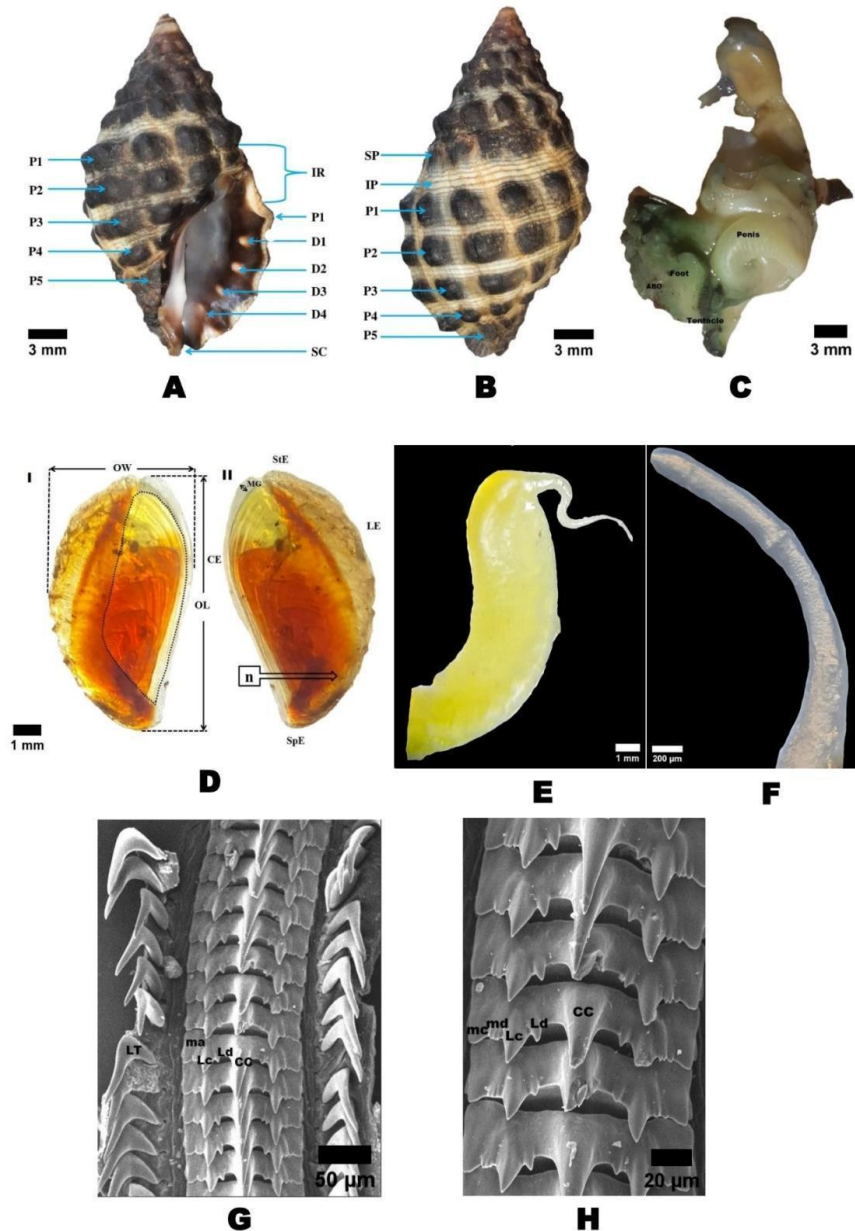 P1
P2
P3
P4
P5
IR
P1
D1
D2
D3
D4
SC
3 mm
A
SP
IP
P1
P2
P3
P4
P5
3 mm
B
Penis
Foot
ABO
Tentacle
3 mm
C
I
OW
OL
1 mm
II
StE
MG
LE
CE
n
SpE
D
1 mm
E
200 µm
F
LT
ma
Lc
Ld
CC
50 µm
G
mc
md
Lc
Ld
CC
20 µm
H